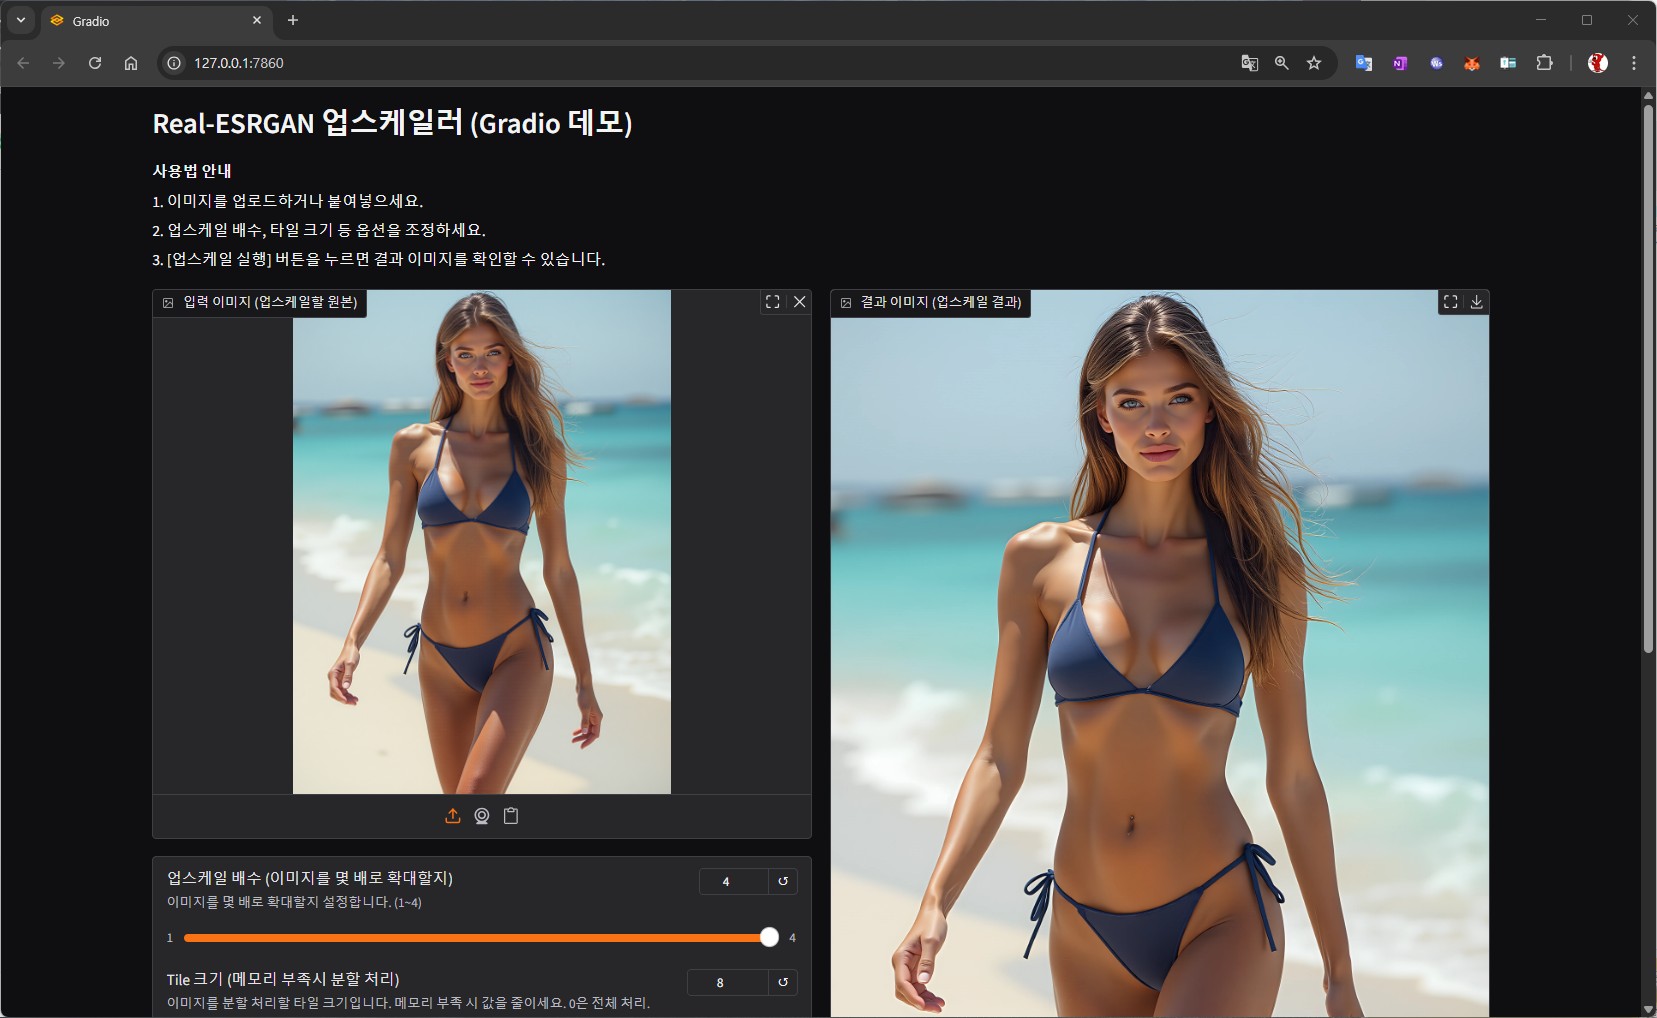 Gradio
127.0.0.1:7860
Real-ESRGAN 업스케일러 (Gradio 데모)
사용법 안내
1. 이미지를 업로드하거나 붙여넣으세요.
2. 업스케일 배수, 타일 크기 등 옵션을 조정하세요.
3. [업스케일 실행] 버튼을 누르면 결과 이미지를 확인할 수 있습니다.
입력 이미지 (업스케일할 원본)
결과 이미지 (업스케일 결과)
업스케일 배수 (이미지를 몇 배로 확대할지)
4
이미지를 몇 배로 확대할지 설정합니다. (1~4)
1
4
Tile 크기 (메모리 부족시 분할 처리)
8
이미지를 분할 처리할 타일 크기입니다. 메모리 부족 시 값을 줄이세요. 0은 전체 처리.